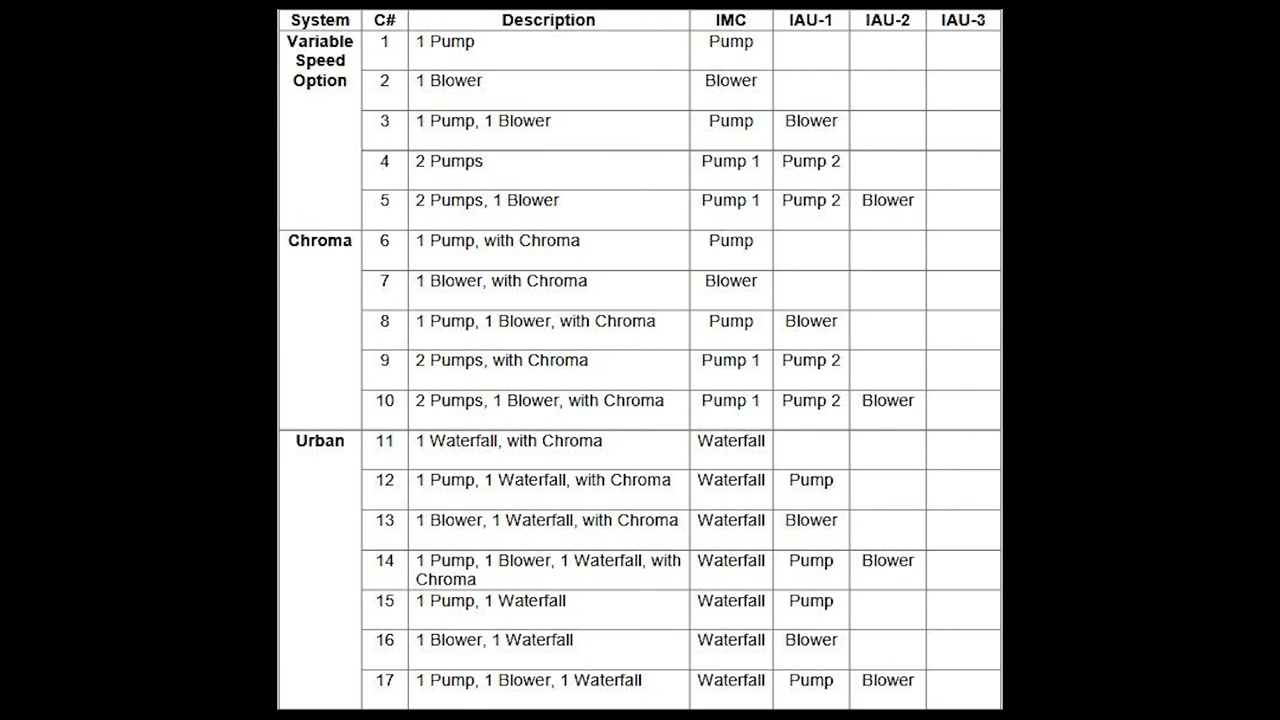 System C# Description IMC IAU-1 IAU-2 IAU-3
Variable 1 1 Pump Pump
Speed
Option 2 1 Blower Blower
3 1 Pump, 1 Blower Pump Blower
4 2 Pumps Pump 1 Pump 2
5 2 Pumps, 1 Blower Pump 1 Pump 2 Blower
Chroma 6 1 Pump, with Chroma Pump
7 1 Blower, with Chroma Blower
8 1 Pump, 1 Blower, with Chroma Pump Blower
9 2 Pumps, with Chroma Pump 1 Pump 2
10 2 Pumps, 1 Blower, with Chroma Pump 1 Pump 2 Blower
Urban 11 1 Waterfall, with Chroma Waterfall
12 1 Pump, 1 Waterfall, with Chroma Waterfall Pump
13 1 Blower, 1 Waterfall, with Chroma Waterfall Blower
14 1 Pump, 1 Blower, 1 Waterfall, with Waterfall Pump Blower
Chroma
15 1 Pump, 1 Waterfall Waterfall Pump
16 1 Blower, 1 Waterfall Waterfall Blower
17 1 Pump, 1 Blower, 1 Waterfall Waterfall Pump Blower